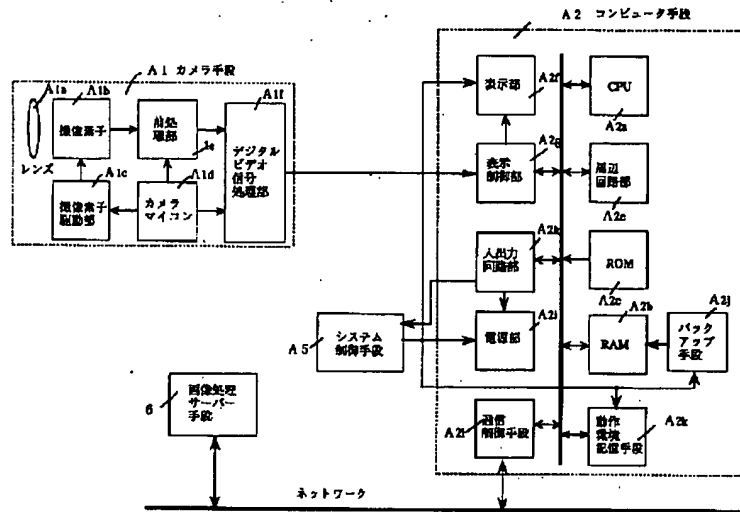 A2 コンピュータ手段
A1 カメラ手段
A1a
A1b
A1f
撮像素子
前処
理部
レンズ
A1c
1e
A1d
撮像素子
駆動部
カメラ
マイコン
デジタル
ビデオ
信号
処理部
表示部
A2f
CPU
A2a
A2g
表示
制御部
周辺
回路部
A2e
A2h
入出力
回路部
ROM
A2c
A2b
A2j
A5
システム
制御手段
A2i
電源部
RAM
バック
アップ
手段
6
画像処理
サーバー
手段
A2l
通信
制御手段
動作
環境
記憶手段
A2k
ネットワーク